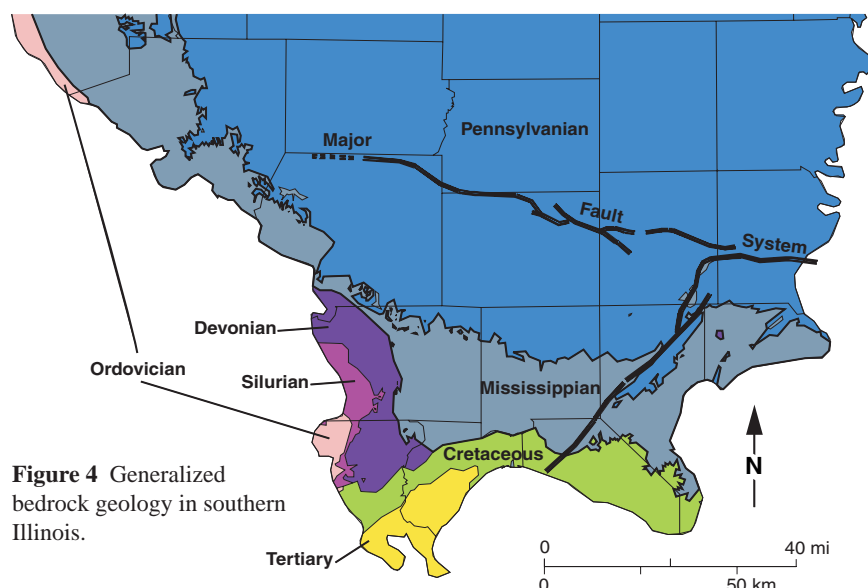 Pennsylvanian
Major
Fault
System
Devonian
Ordovician
Silurian
Mississippian
Cretaceous
N
Figure 4 Generalized
bedrock geology in southern
Illinois.
Tertiary
0 40 mi
0 50 km